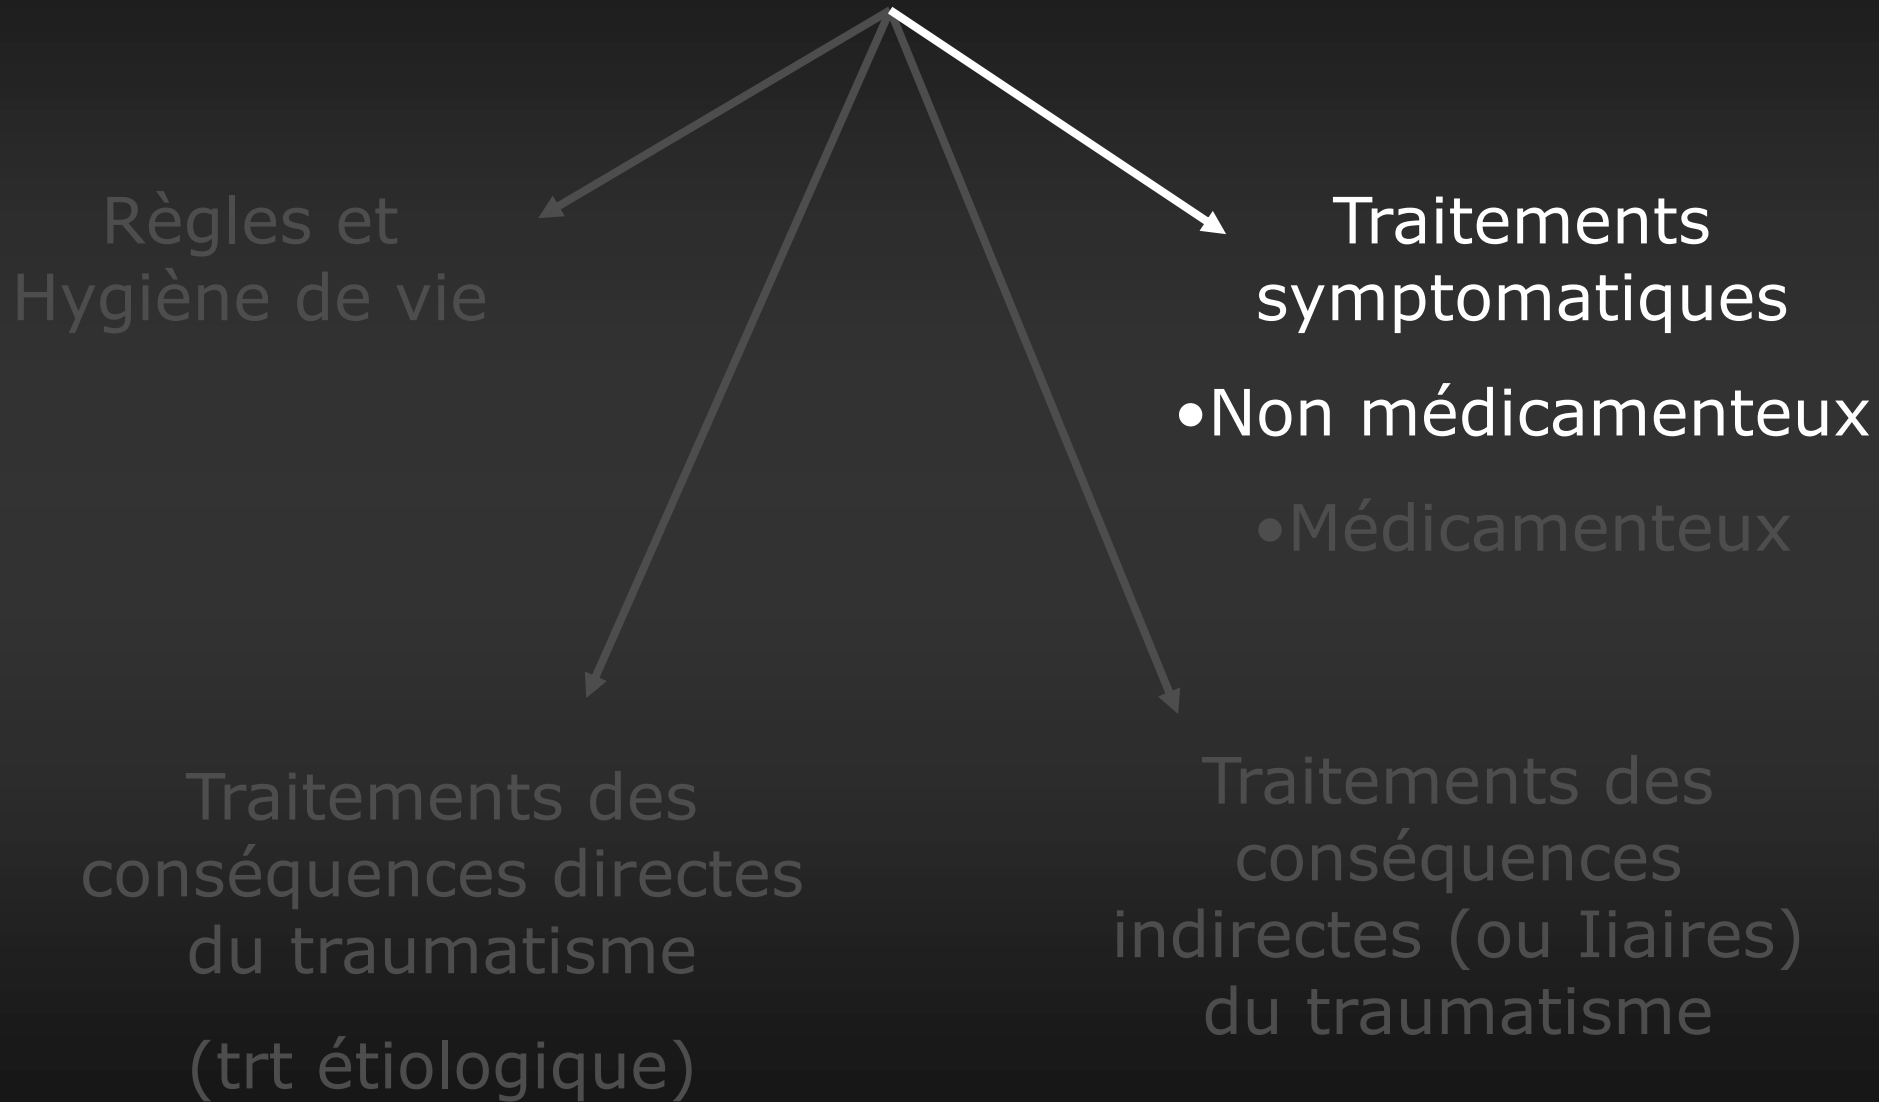 Règles et
Hygiène de vie
Traitements
symptomatiques
•Non médicamenteux
•Médicamenteux
Traitements des
conséquences directes
du traumatisme
(trt étiologique)
Traitements des
conséquences
indirectes (ou Iiaires)
du traumatisme